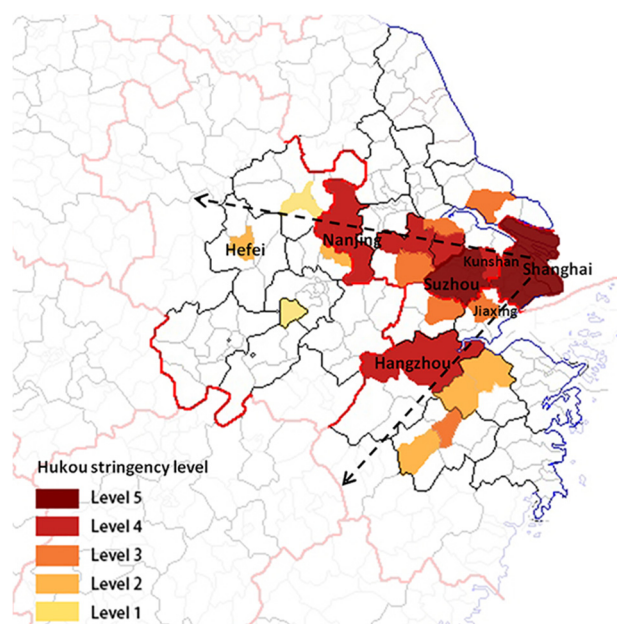 Nanjing
Hefei
Kunshan
Shanghai
Suzhou
Jiaxing
Hangzhou
Hukou stringency level
Level 5
Level 4
Level 3
Level 2
Level 1